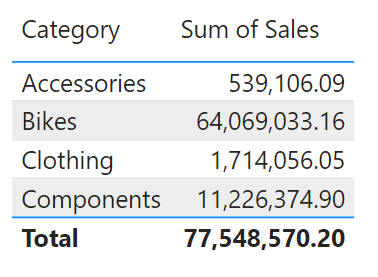 Category Sum of Sales
Accessories 539,106.09
Bikes 64,069,033.16
Clothing 1,714,056.05
Components 11,226,374.90
Total 77,548,570.20